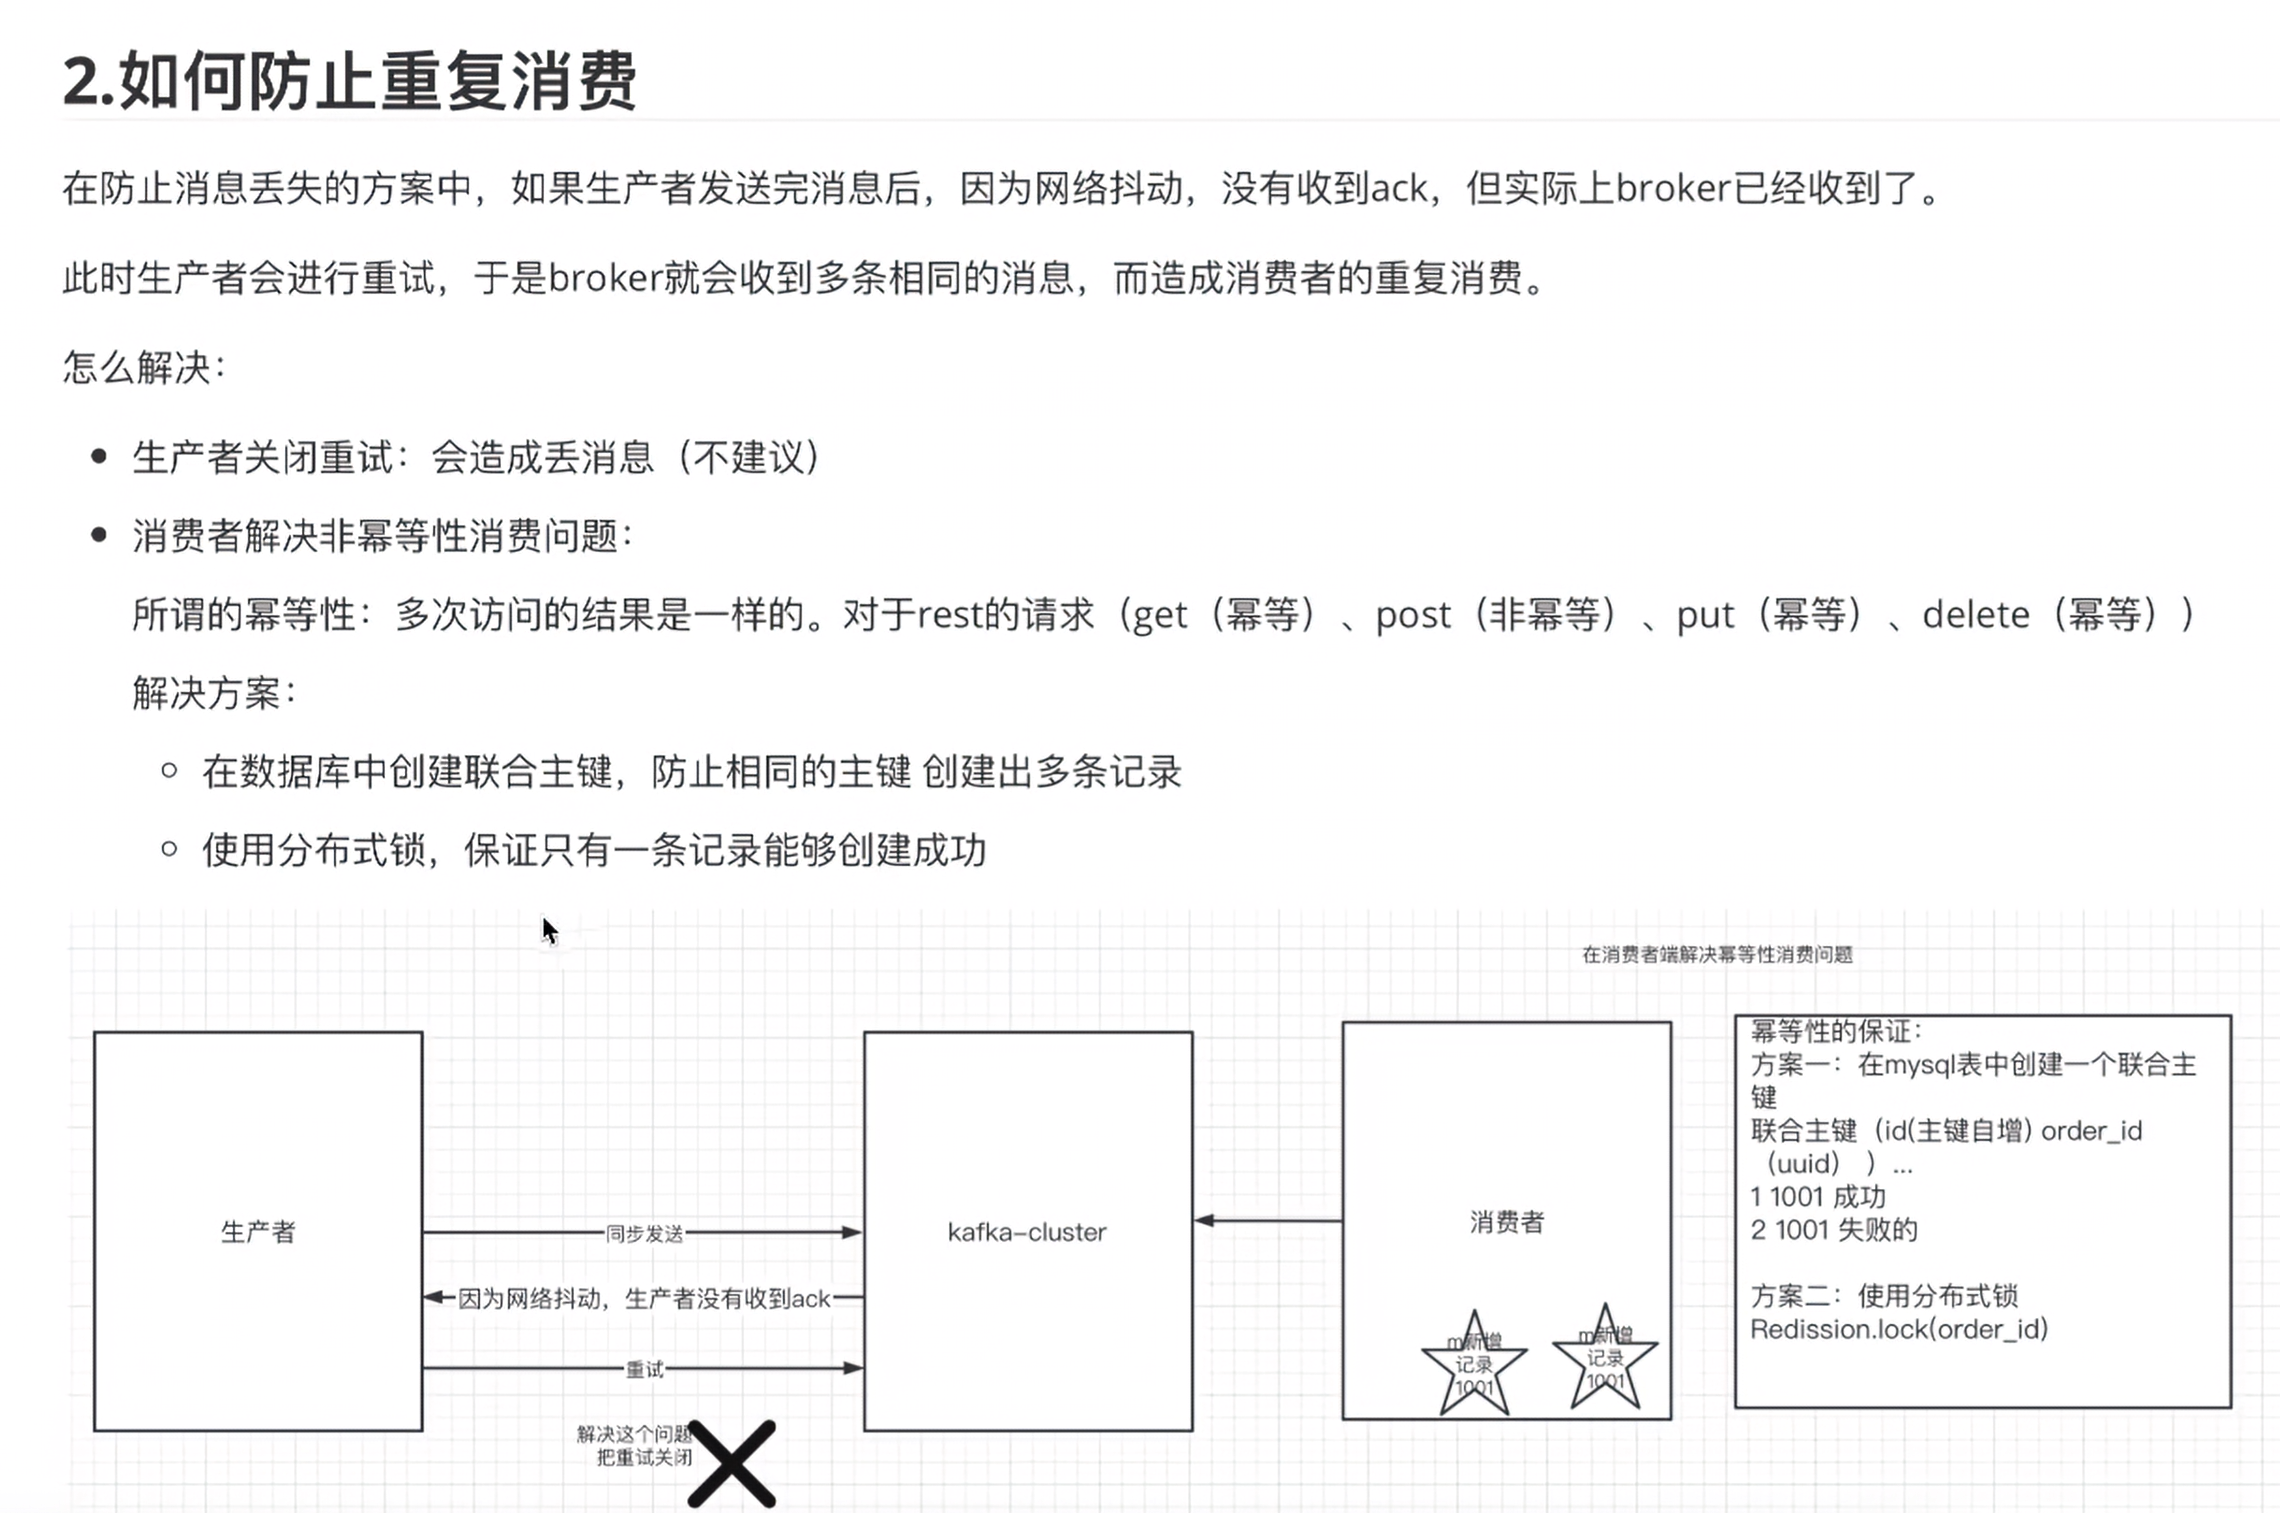 2.如何防止重复消费
在防止消息丢失的方案中，如果生产者发送完消息后，因为网络抖动，没有收到ack，但实际上broker已经收到了。
此时生产者会进行重试，于是broker就会收到多条相同的消息，而造成消费者的重复消费。
怎么解决：
生产者关闭重试：会造成丢消息（不建议）
消费者解决非幂等性消费问题：
所谓的幂等性：多次访问的结果是一样的。对于rest的请求（get（幂等）、post（非幂等）、put（幂等）、delete（幂等））
解决方案：
在数据库中创建联合主键，防止相同的主键 创建出多条记录
使用分布式锁，保证只有一条记录能够创建成功
在消费者端解决幂等性消费问题
生产者
同步发送
因为网络抖动，生产者没有收到ack
重试
解决这个问题
把重试关闭
kafka-cluster
消费者
m新增
记录
1001
m新增
记录
1001
幂等性的保证：
方案一：在mysql表中创建一个联合主
键
联合主键（id(主键自增) order_id
（uuid） ）...
1 1001 成功
2 1001 失败的
方案二：使用分布式锁
Redission.lock(order_id)